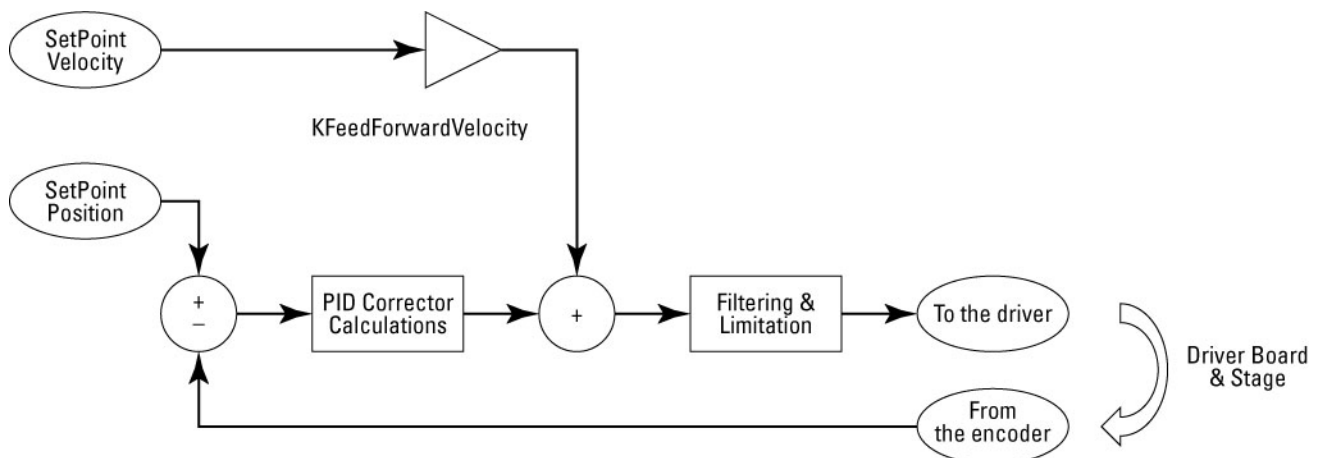 SetPoint
Velocity
KFeedForwardVelocity
SetPoint
Position
+
–
PID Corrector
Calculations
+
Filtering &
Limitation
To the driver
Driver Board
& Stage
From
the encoder